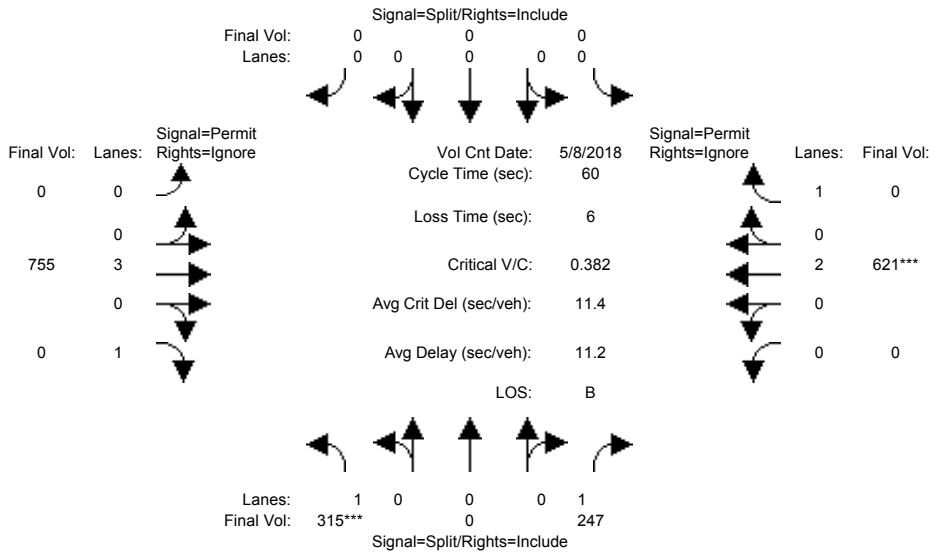 Signal=Split/Rights=Include
Final Vol: 0 0 0
Lanes: 0 0 0 0 0
Signal=Permit Signal=Permit
Final Vol: Lanes: Rights=Ignore Vol Cnt Date: 5/8/2018 Rights=Ignore Lanes: Final Vol:
Cycle Time (sec): 60
0 0 1 0
Loss Time (sec): 6
0 0
755 3 Critical V/C: 0.382 2 621***
0 Avg Crit Del (sec/veh): 11.4 0
0 1 Avg Delay (sec/veh): 11.2 0 0
LOS: B
Lanes: 1 0 0 0 1
Final Vol: 315*** 0 247
Signal=Split/Rights=Include